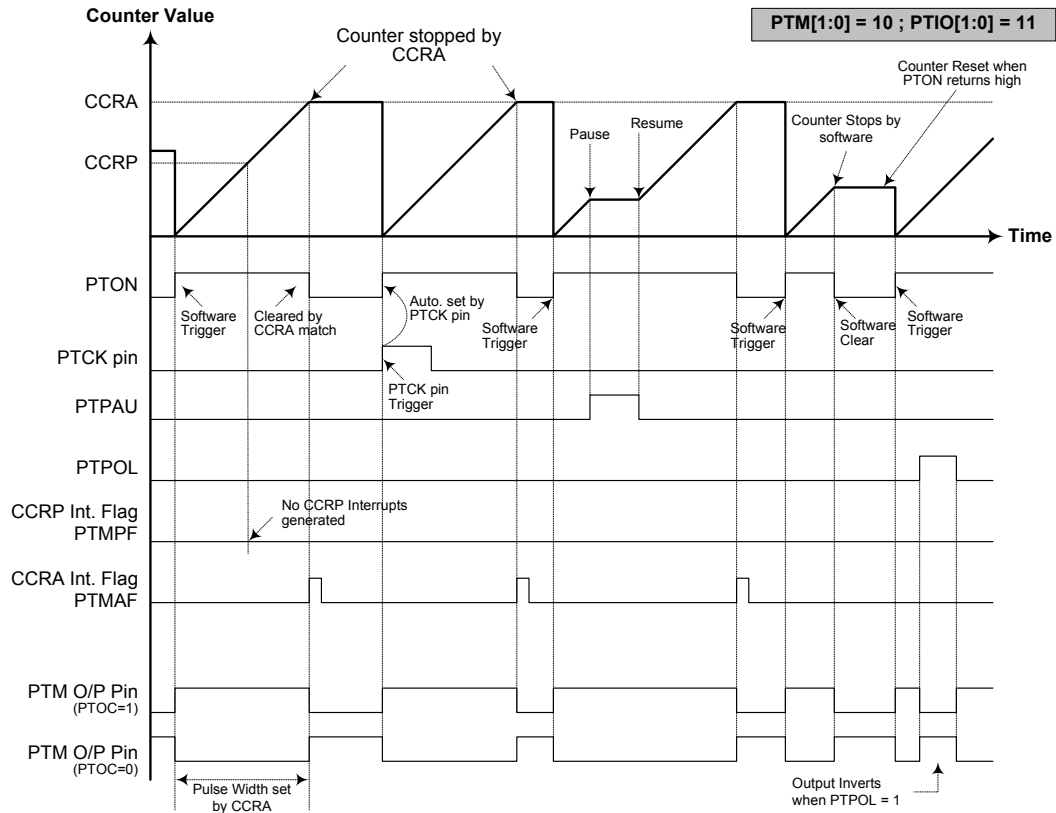 Counter Value
PTM[1:0] = 10 ; PTIO[1:0] = 11
Counter stopped by
CCRA
Counter Reset when
PTON returns high
CCRA
Pause
Resume
Counter Stops by
software
CCRP
Time
PTON
Software
Trigger
Cleared by
CCRA match
Auto. set by
PTCK pin
Software
Trigger
Software
Trigger
Software
Clear
Software
Trigger
PTCK pin
PTCK pin
Trigger
PTPAU
PTPOL
CCRP Int. Flag
PTMPF
No CCRP Interrupts
generated
CCRA Int. Flag
PTMAF
PTM O/P Pin
(PTOC=1)
PTM O/P Pin
(PTOC=0)
Pulse Width set
by CCRA
Output Inverts
when PTPOL = 1